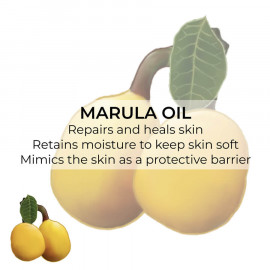 MARULA OIL
Repairs and heals skin
Retains moisture to keep skin soft
Mimics the skin as a protective barrier